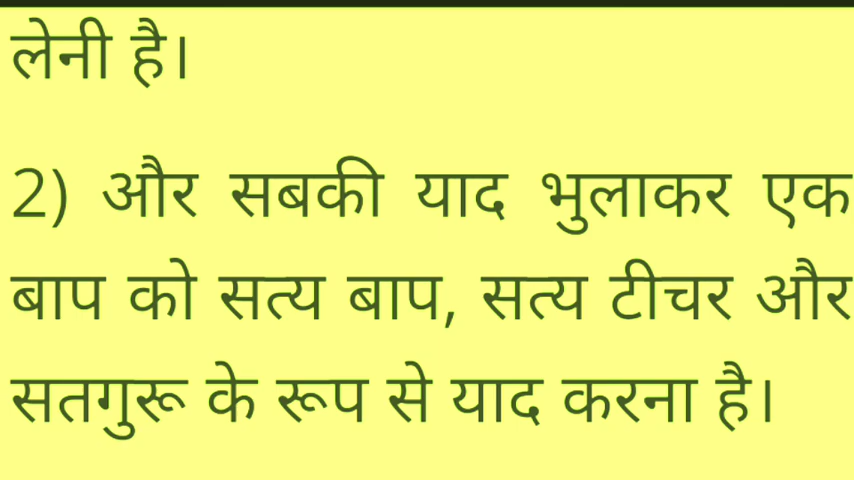 लेनी है।
2) और सबकी याद भुलाकर एक
बाप को सत्य बाप, सत्य टीचर और
सतगुरू के रूप से याद करना है।